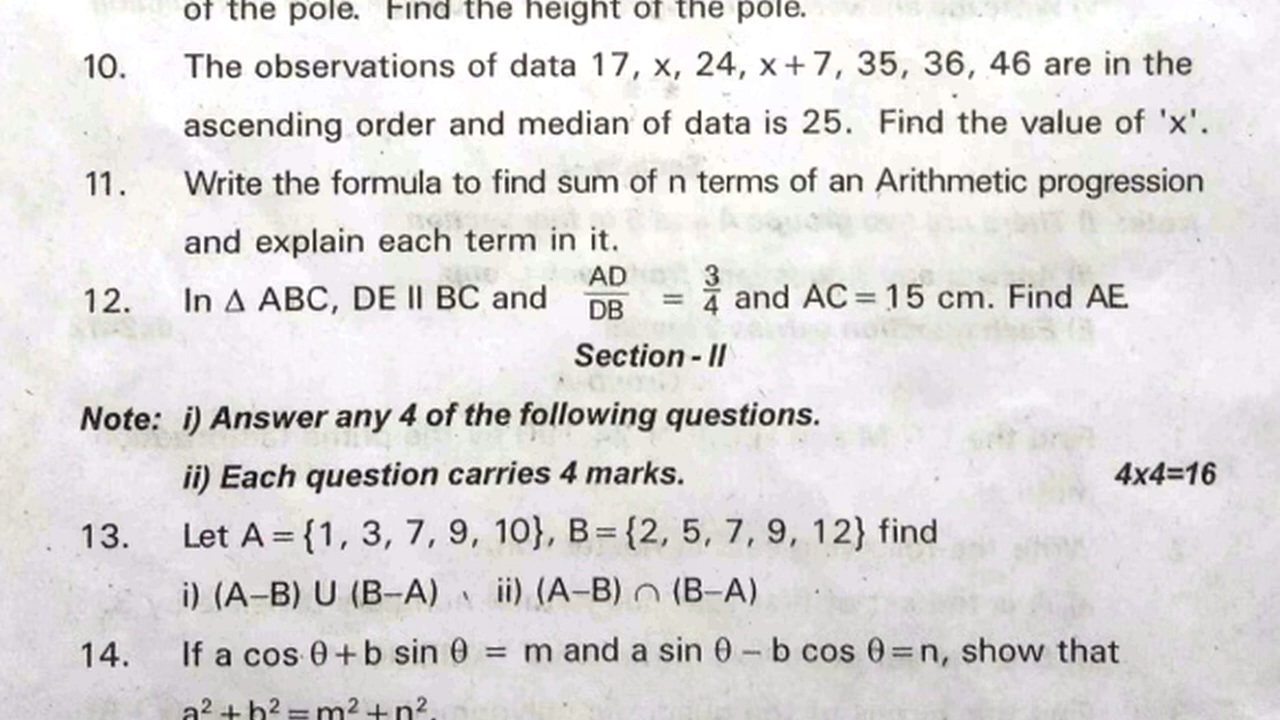 of the pole. Find the height of the pole.
10. The observations of data 17, x, 24, x+7, 35, 36, 46 are in the
ascending order and median of data is 25. Find the value of 'x'.
11. Write the formula to find sum of n terms of an Arithmetic progression
and explain each term in it.
12. In Δ ABC, DE II BC and AD/DB = 3/4 and AC = 15 cm. Find AE.
Section - II
Note: i) Answer any 4 of the following questions.
ii) Each question carries 4 marks. 4x4=16
13. Let A = {1, 3, 7, 9, 10}, B = {2, 5, 7, 9, 12} find
i) (A–B) U (B–A) ii) (A–B) ∩ (B–A)
14. If a cos θ + b sin θ = m and a sin θ – b cos θ = n, show that
a² + b² = m² + n².